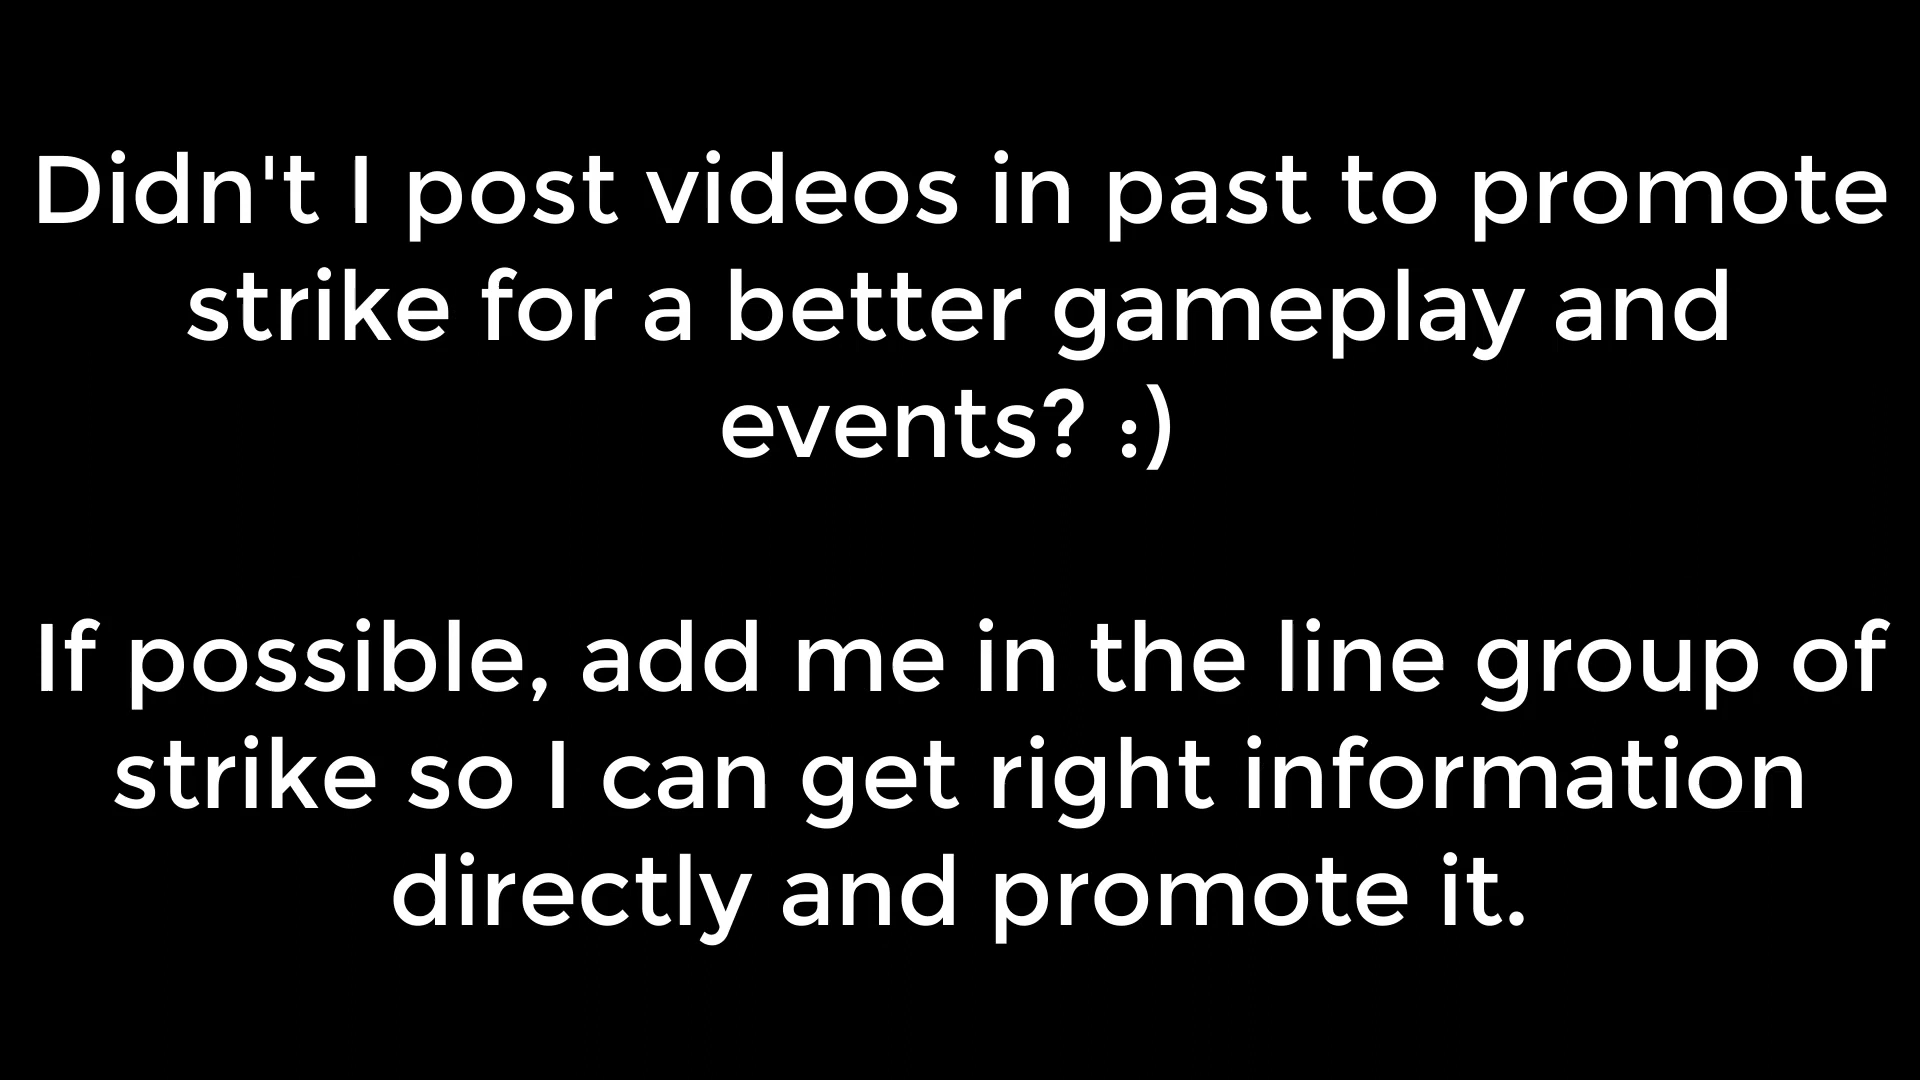 Didn't I post videos in past to promote
strike for a better gameplay and
events? :)
If possible, add me in the line group of
strike so I can get right information
directly and promote it.